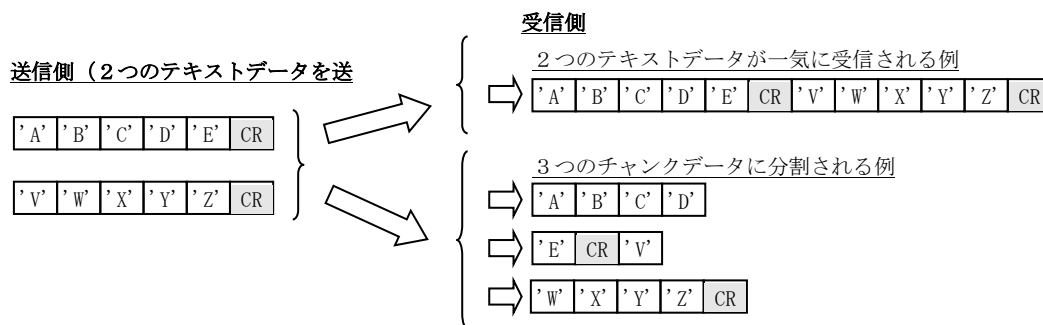 受信側
送信側（２つのテキストデータを送
２つのテキストデータが一気に受信される例
'A' 'B' 'C' 'D' 'E' CR 'V' 'W' 'X' 'Y' 'Z' CR
'A' 'B' 'C' 'D' 'E' CR
'V' 'W' 'X' 'Y' 'Z' CR
３つのチャンクデータに分割される例
'A' 'B' 'C' 'D'
'E' CR 'V'
'W' 'X' 'Y' 'Z' CR